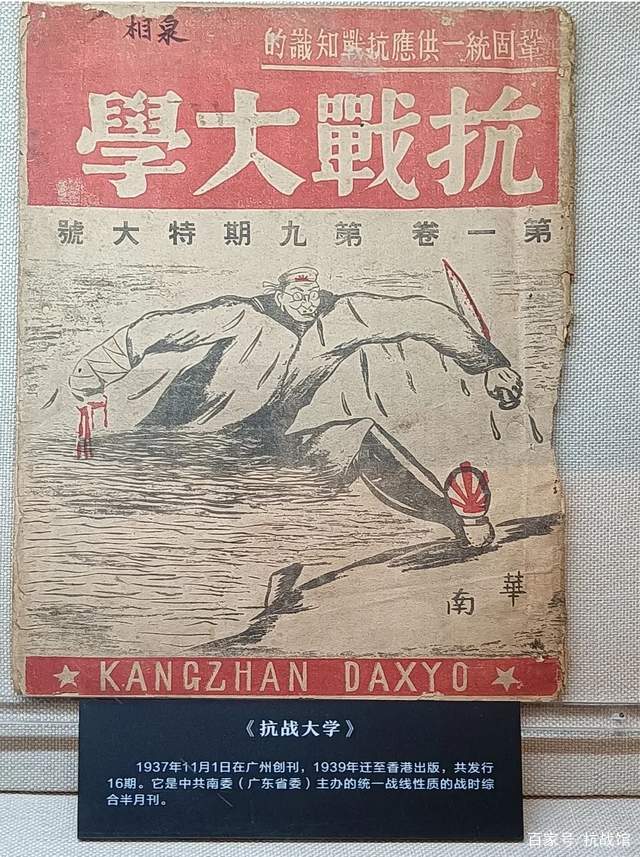 泉相
鞏固統一供應抗戰知識的
抗戰大學
第一卷 第九期特大號
華南
★ KANGZHAN DAXYO ★
《抗战大学》
1937年11月1日在广州创刊，1939年迁至香港出版，共发行
16期。它是中共南委（广东省委）主办的统一战线性质的战时综
合半月刊。
百家号/抗战馆